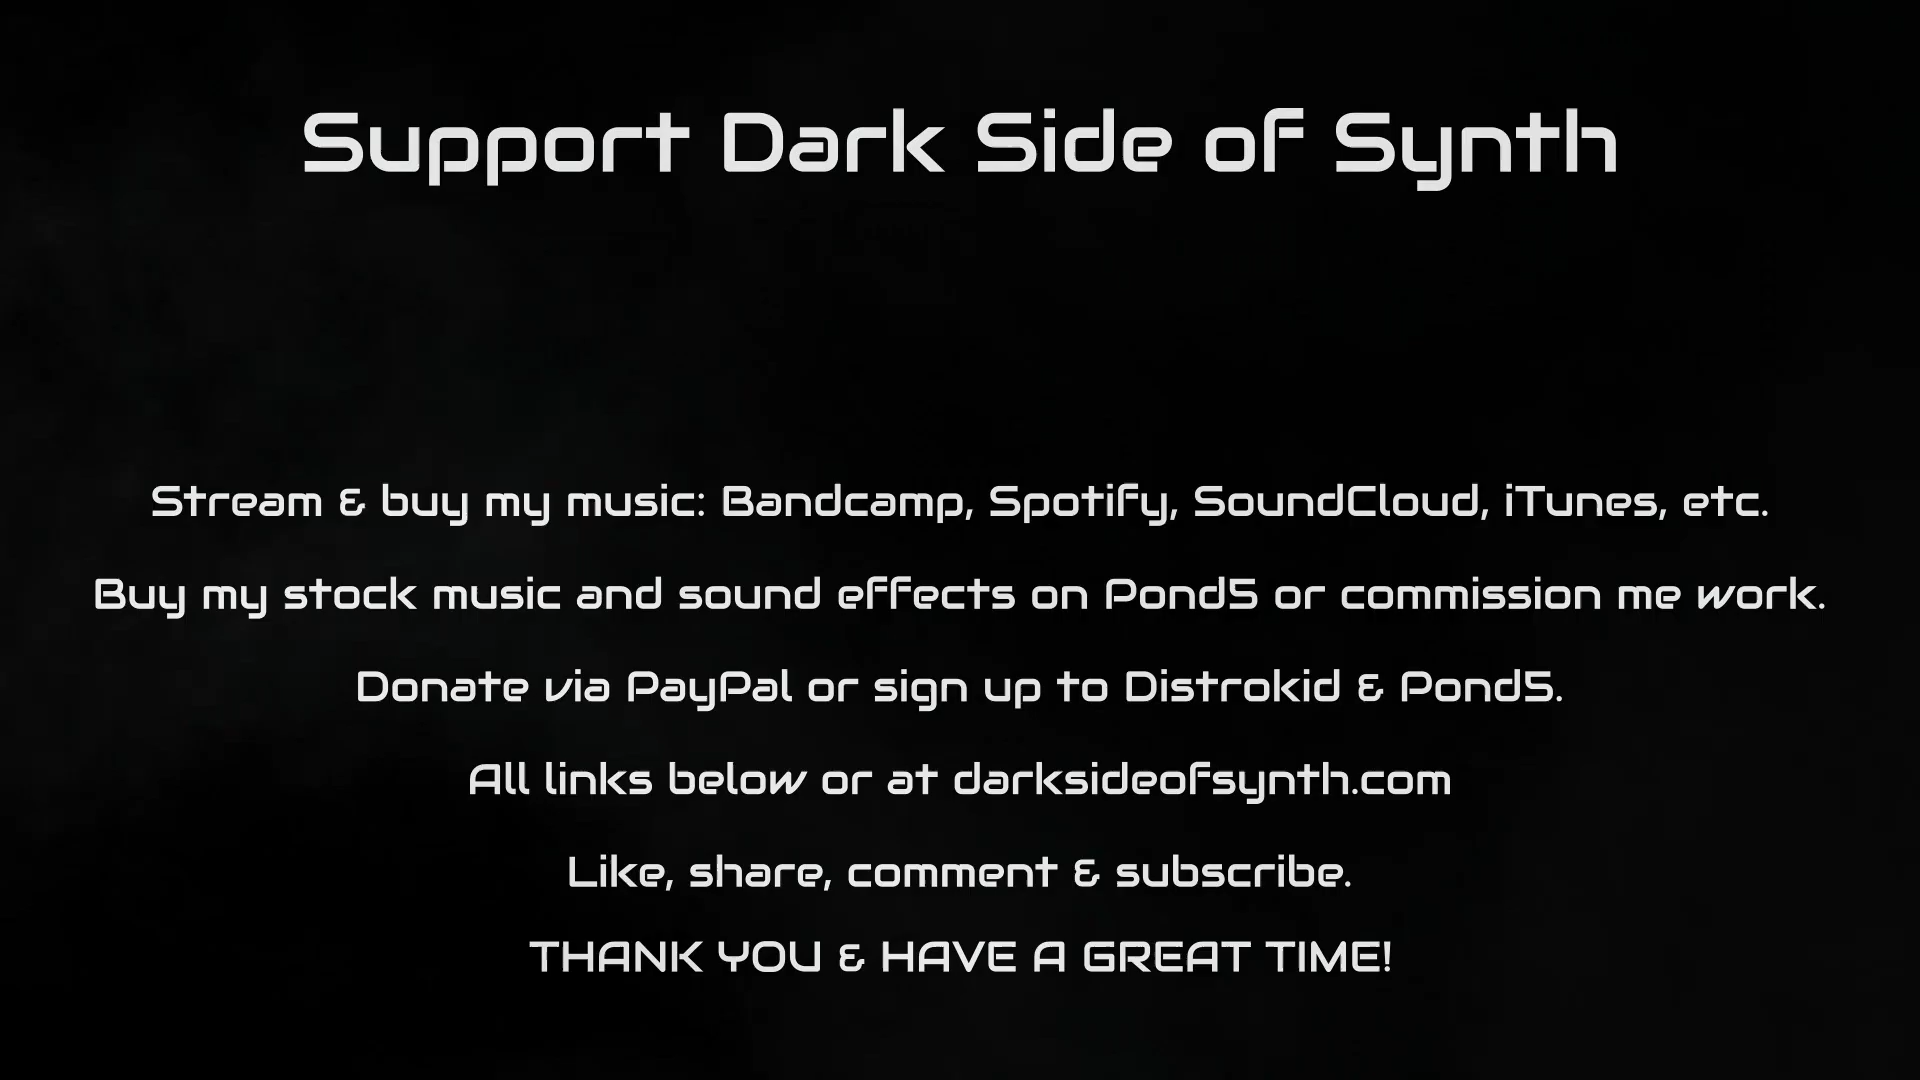 Support Dark Side of Synth
Stream & buy my music: Bandcamp, Spotify, SoundCloud, iTunes, etc.
Buy my stock music and sound effects on Pond5 or commission me work.
Donate via PayPal or sign up to Distrokid & Pond5.
All links below or at darksideofsynth.com
Like, share, comment & subscribe.
THANK YOU & HAVE A GREAT TIME!